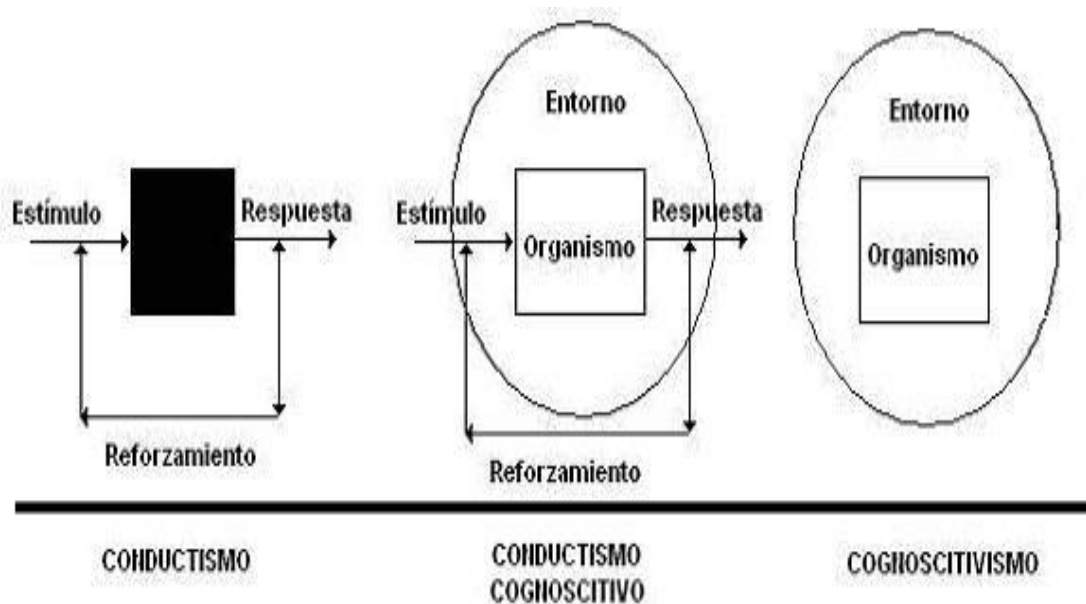 Estímulo
Respuesta
Reforzamiento
CONDUCTISMO
Entorno
Estímulo
Organismo
Respuesta
Reforzamiento
CONDUCTISMO
COGNOSCITIVO
Entorno
Organismo
COGNOSCITIVISMO